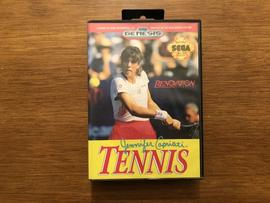 GENESIS
SEGA
RENOVATION
Jennifer Capriati
TENNIS